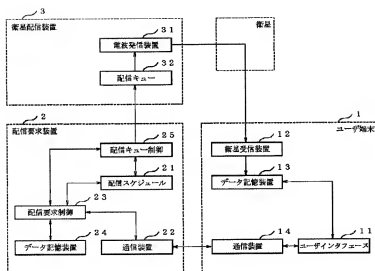 3
衛星配信装置
31
電波発信装置
衛星
32
配信キュー
2
配信要求装置
1
ユーザ端末
25
配信キュー制御
12
衛星受信装置
21
配信スケジュール
13
データ記憶装置
23
配信要求制御
24
データ記憶装置
22
通信装置
14
通信装置
11
ユーザインタフェース